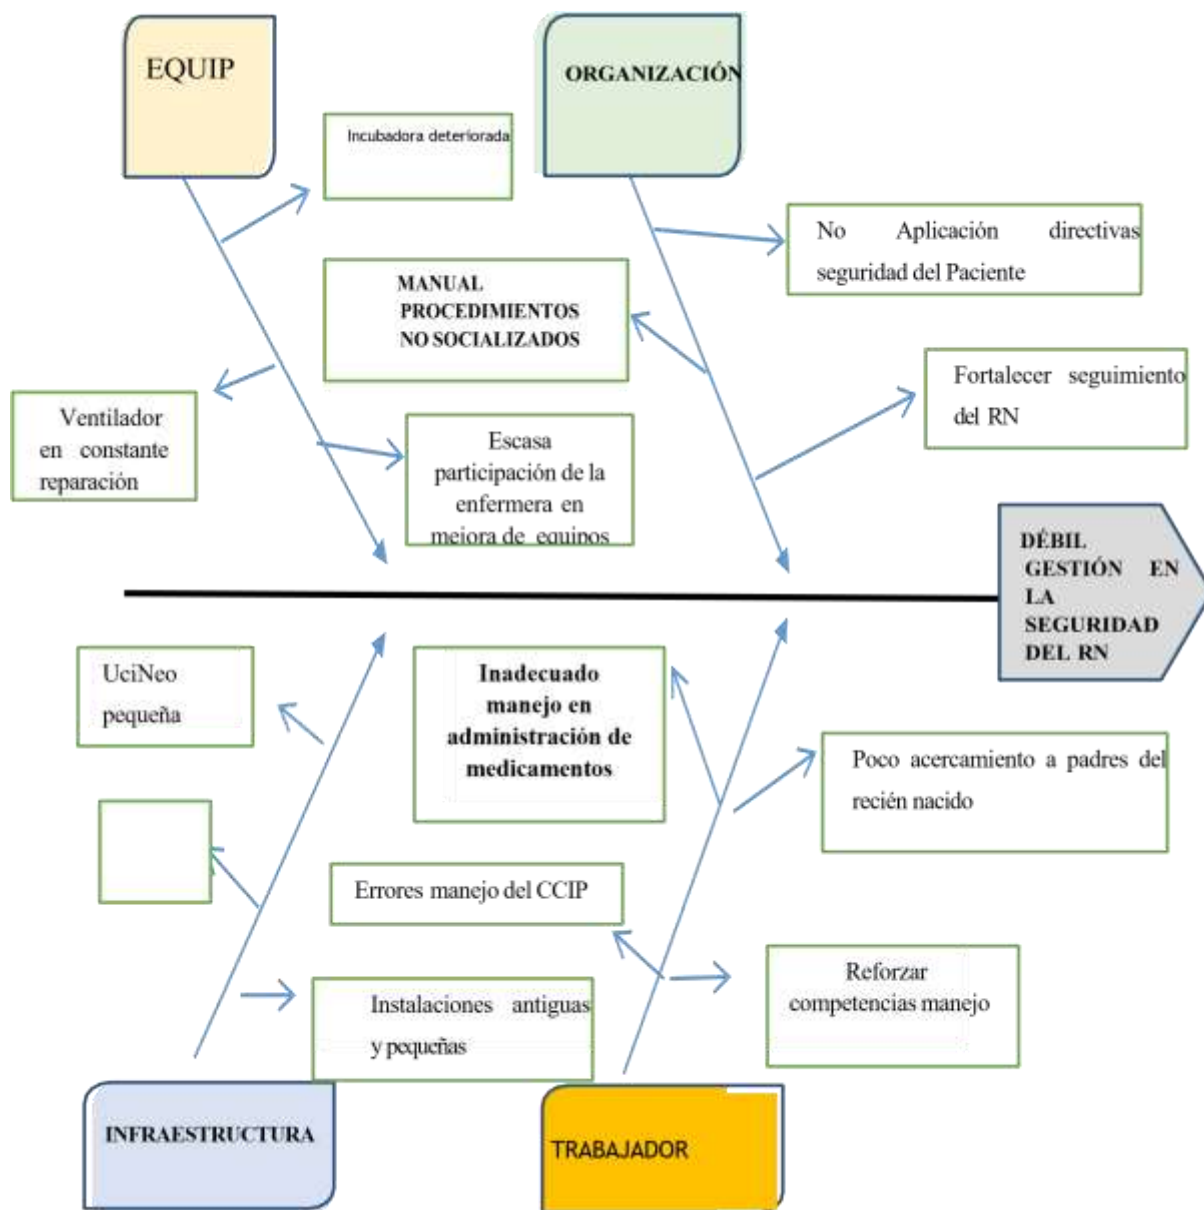 EQUIP
ORGANIZACIÓN
Incubadora deteriorada
No Aplicación directivas
seguridad del Paciente
MANUAL
PROCEDIMIENTOS
NO SOCIALIZADOS
Fortalecer seguimiento
del RN
Ventilador
en constante
reparación
Escasa
participación de la
enfermera en
mejora de equipos
DÉBIL
GESTIÓN EN
LA
SEGURIDAD
DEL RN
UciNeo
pequeña
Inadecuado
manejo en
administración de
medicamentos
Poco acercamiento a padres del
recién nacido
Errores manejo del CCIP
Reforzar
competencias manejo
Instalaciones antiguas
y pequeñas
INFRAESTRUCTURA
TRABAJADOR